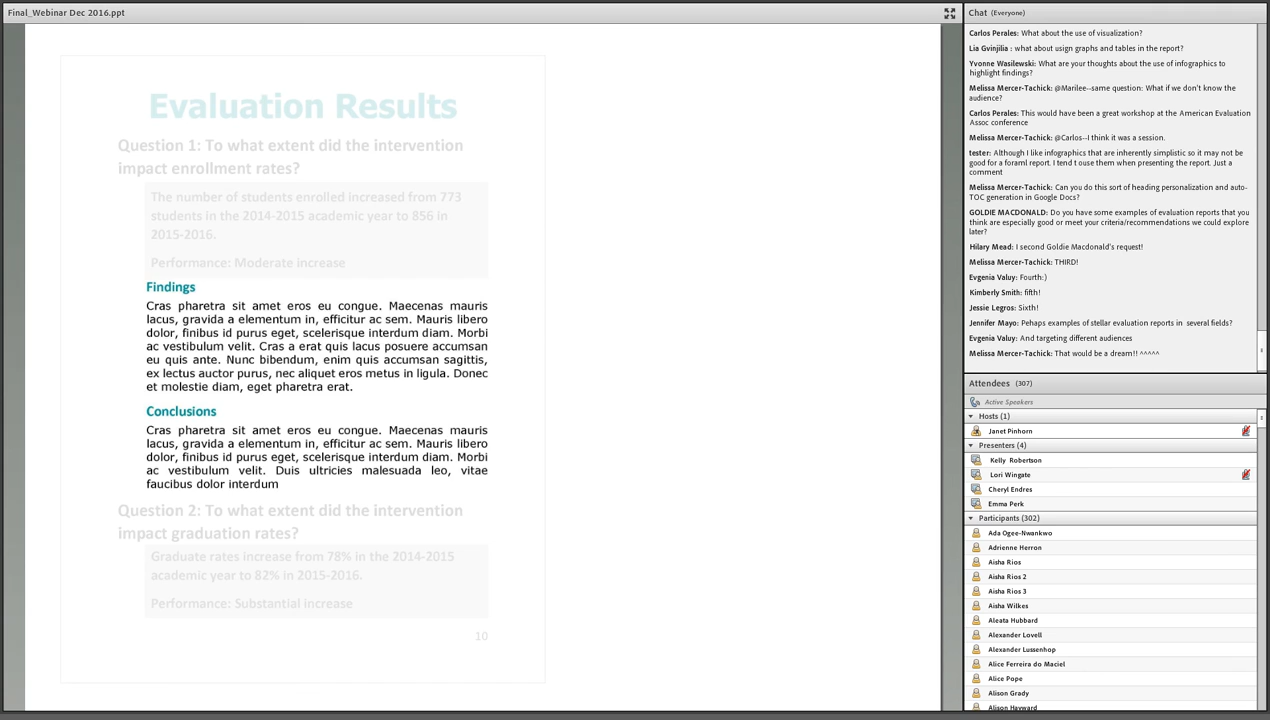 Final_Webinar Dec 2016.ppt
Evaluation Results
Question 1: To what extent did the intervention
impact enrollment rates?
The number of students enrolled increased from 773
students in the 2014-2015 academic year to 856 in
2015-2016.
Performance: Moderate increase
Findings
Cras pharetra sit amet eros eu congue. Maecenas mauris
lacus, gravida a elementum in, efficitur ac sem. Mauris libero
dolor, finibus id purus eget, scelerisque interdum diam. Morbi
ac vestibulum velit. Cras a erat quis lacus posuere accumsan
eu quis ante. Nunc bibendum, enim quis accumsan sagittis,
ex lectus auctor purus, nec aliquet eros metus in ligula. Donec
et molestie diam, eget pharetra erat.
Conclusions
Cras pharetra sit amet eros eu congue. Maecenas mauris
lacus, gravida a elementum in, efficitur ac sem. Mauris libero
dolor, finibus id purus eget, scelerisque interdum diam. Morbi
ac vestibulum velit. Duis ultricies malesuada leo, vitae
faucibus dolor interdum
Question 2: To what extent did the intervention
impact graduation rates?
Graduate rates increase from 78% in the 2014-2015
academic year to 82% in 2015-2016.
Performance: Substantial increase
10
Chat (Everyone)
Carlos Perales: What about the use of visualization?
Lia Gvinjilia : what about usign graphs and tables in the report?
Yvonne Wasilewski: What are your thoughts about the use of infographics to
highlight findings?
Melissa Mercer-Tachick: @Marilee--same question: What if we don't know the
audience?
Carlos Perales: This would have been a great workshop at the American Evaluation
Assoc conference
Melissa Mercer-Tachick: @Carlos--I think it was a session.
tester: Although I like infographics that are inherently simplistic so it may not be
good for a foraml report. I tend t ouse them when presenting the report. Just a
comment
Melissa Mercer-Tachick: Can you do this sort of heading personalization and auto-
TOC generation in Google Docs?
GOLDIE MACDONALD: Do you have some examples of evaluation reports that you
think are especially good or meet your criteria/recommendations we could explore
later?
Hilary Mead: I second Goldie Macdonald's request!
Melissa Mercer-Tachick: THIRD!
Evgenia Valuy: Fourth:)
Kimberly Smith: fifth!
Jessie Legros: Sixth!
Jennifer Mayo: Pehaps examples of stellar evaluation reports in several fields?
Evgenia Valuy: And targeting different audiences
Melissa Mercer-Tachick: That would be a dream!! ^^^^^
Attendees (307)
Active Speakers
Hosts (1)
Janet Pinhorn
Presenters (4)
Kelly Robertson
Lori Wingate
Cheryl Endres
Emma Perk
Participants (302)
Ada Ogee-Nwankwo
Adrienne Herron
Aisha Rios
Aisha Rios 2
Aisha Rios 3
Aisha Wilkes
Aleata Hubbard
Alexander Lovell
Alexander Lussenhop
Alice Ferreira do Maciel
Alice Pope
Alison Grady
Alison Hayward